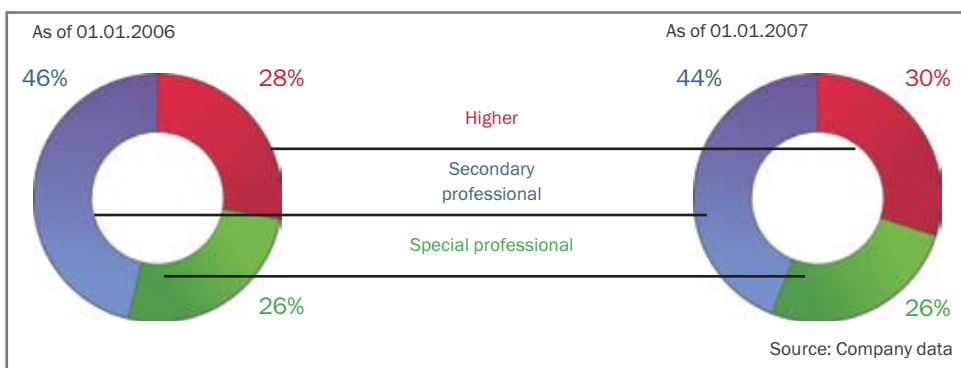 As of 01.01.2006
As of 01.01.2007
46%
28%
44%
30%
Higher
Secondary
professional
Special professional
26%
26%
Source: Company data